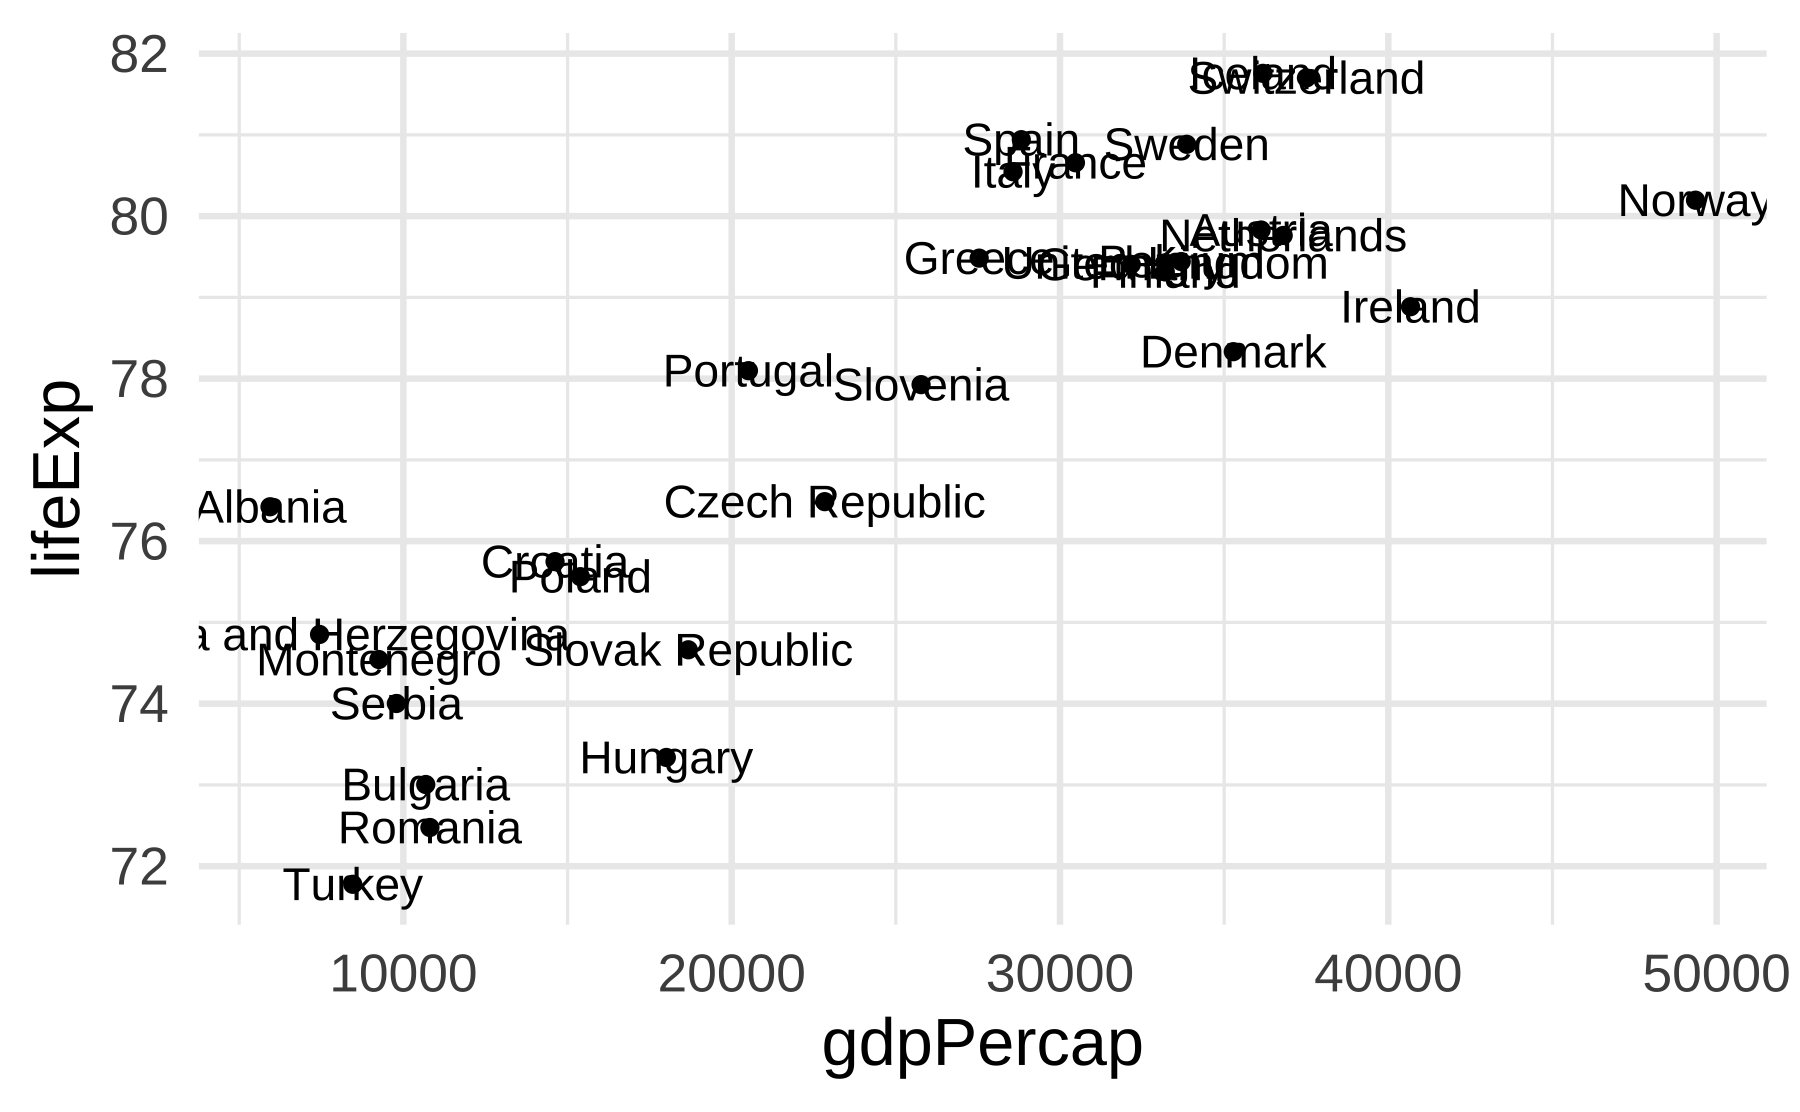 82
Iceland
Switzerland
Spain
Sweden
France
Italy
80
Norway
Austria
Netherlands
Greece
United Kingdom
Germany
Belgium
Finland
Ireland
Denmark
78
Portugal
Slovenia
lifeExp
Czech Republic
Albania
76
Croatia
Poland
a and Herzegovina
Montenegro
Slovak Republic
74
Serbia
Hungary
Bulgaria
Romania
72
Turkey
10000 20000 30000 40000 50000
gdpPercap